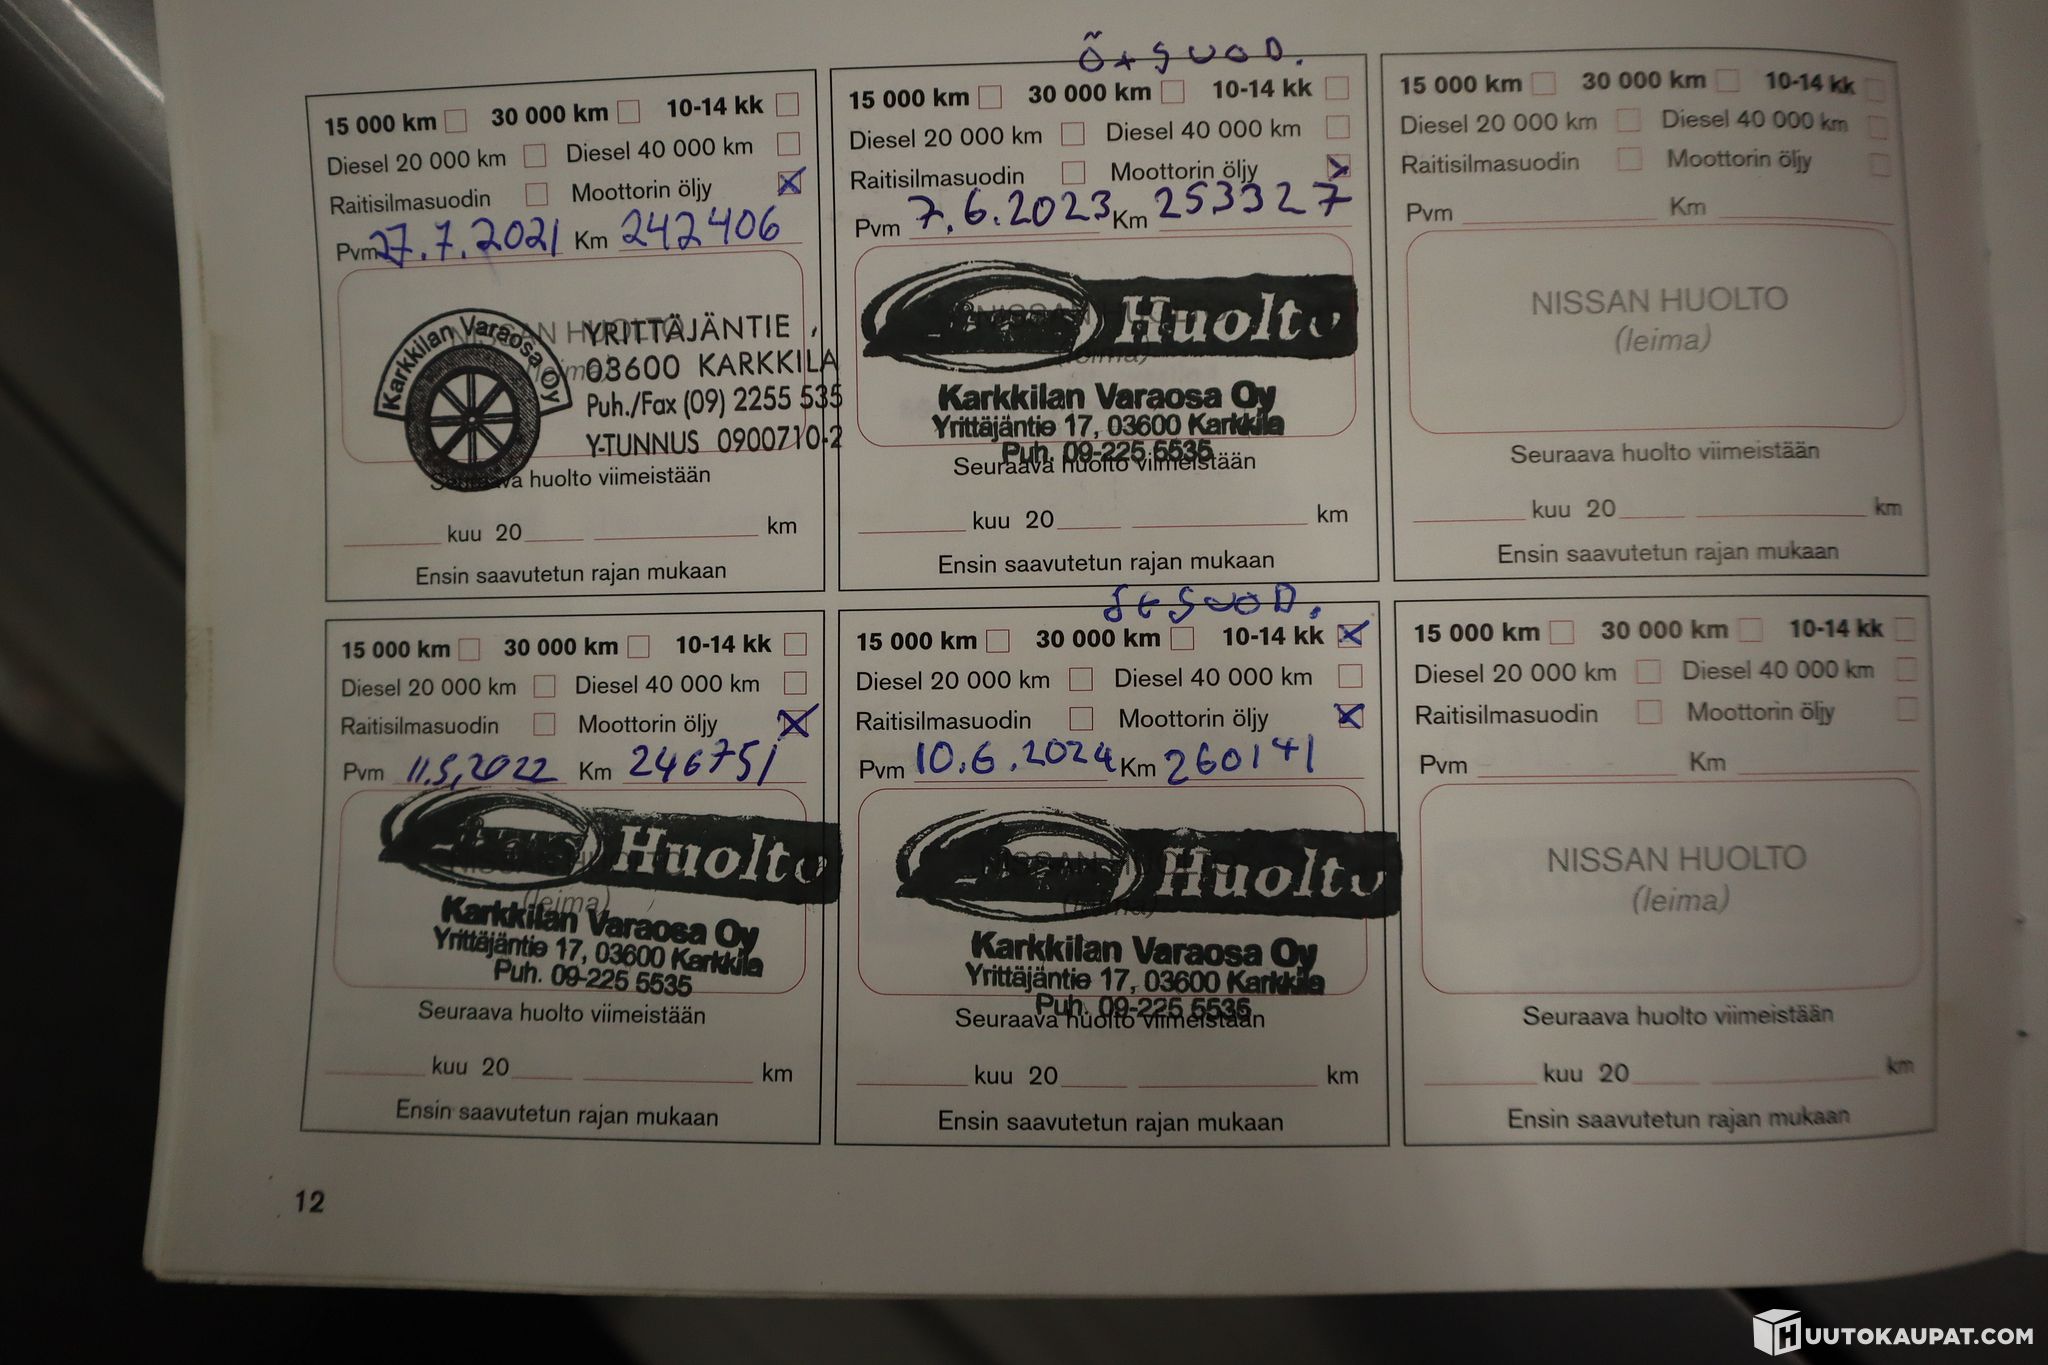 15 000 km 30 000 km 10-14 kk
Diesel 20 000 km Diesel 40 000 km
Raitisilmasuodin Moottorin öljy
Pvm 27.7.2021 Km 242406
Karkkilan Varaosa Oy
NISSAN HUOLTO
(leima)
YRITTÄJÄNTIE
03600 KARKKILA
Puh./Fax (09) 2255 535
Y-TUNNUS 0900710-2
Seuraava huolto viimeistään
kuu 20 km
Ensin saavutetun rajan mukaan
Ö+SUOD.
15 000 km 30 000 km 10-14 kk
Diesel 20 000 km Diesel 40 000 km
Raitisilmasuodin Moottorin öljy
Pvm 7.6.2023 Km 253327
NISSAN HUOLTO
(leima)
Huolto
Karkkilan Varaosa Oy
Yrittäjäntie 17, 03600 Karkkila
Puh. 09-225 5535
Seuraava huolto viimeistään
kuu 20 km
Ensin saavutetun rajan mukaan
15 000 km 30 000 km 10-14 kk
Diesel 20 000 km Diesel 40 000 km
Raitisilmasuodin Moottorin öljy
Pvm Km
NISSAN HUOLTO
(leima)
Seuraava huolto viimeistään
kuu 20 km
Ensin saavutetun rajan mukaan
15 000 km 30 000 km 10-14 kk
Diesel 20 000 km Diesel 40 000 km
Raitisilmasuodin Moottorin öljy
Pvm 11.5.2022 Km 246751
Huolto
(leima)
Karkkilan Varaosa Oy
Yrittäjäntie 17, 03600 Karkkila
Puh. 09-225 5535
Seuraava huolto viimeistään
kuu 20 km
Ensin saavutetun rajan mukaan
15 000 km 30 000 km 10-14 kk
Diesel 20 000 km Diesel 40 000 km
Raitisilmasuodin Moottorin öljy
Pvm 10.6.2024 Km 260141
NISSAN HUOLTO
(leima)
Huolto
Karkkilan Varaosa Oy
Yrittäjäntie 17, 03600 Karkkila
Puh. 09-225 5535
Seuraava huolto viimeistään
kuu 20 km
Ensin saavutetun rajan mukaan
15 000 km 30 000 km 10-14 kk
Diesel 20 000 km Diesel 40 000 km
Raitisilmasuodin Moottorin öljy
Pvm Km
NISSAN HUOLTO
(leima)
Seuraava huolto viimeistään
kuu 20 km
Ensin saavutetun rajan mukaan
12
HUUTOKAUPAT.COM